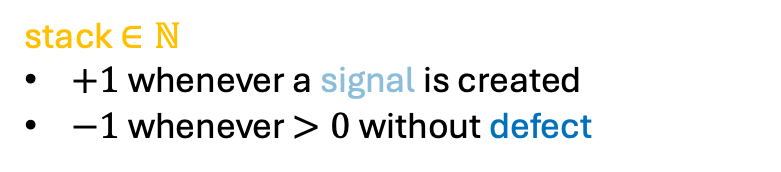 stack ∈ ℕ
• +1 whenever a signal is created
• −1 whenever > 0 without defect